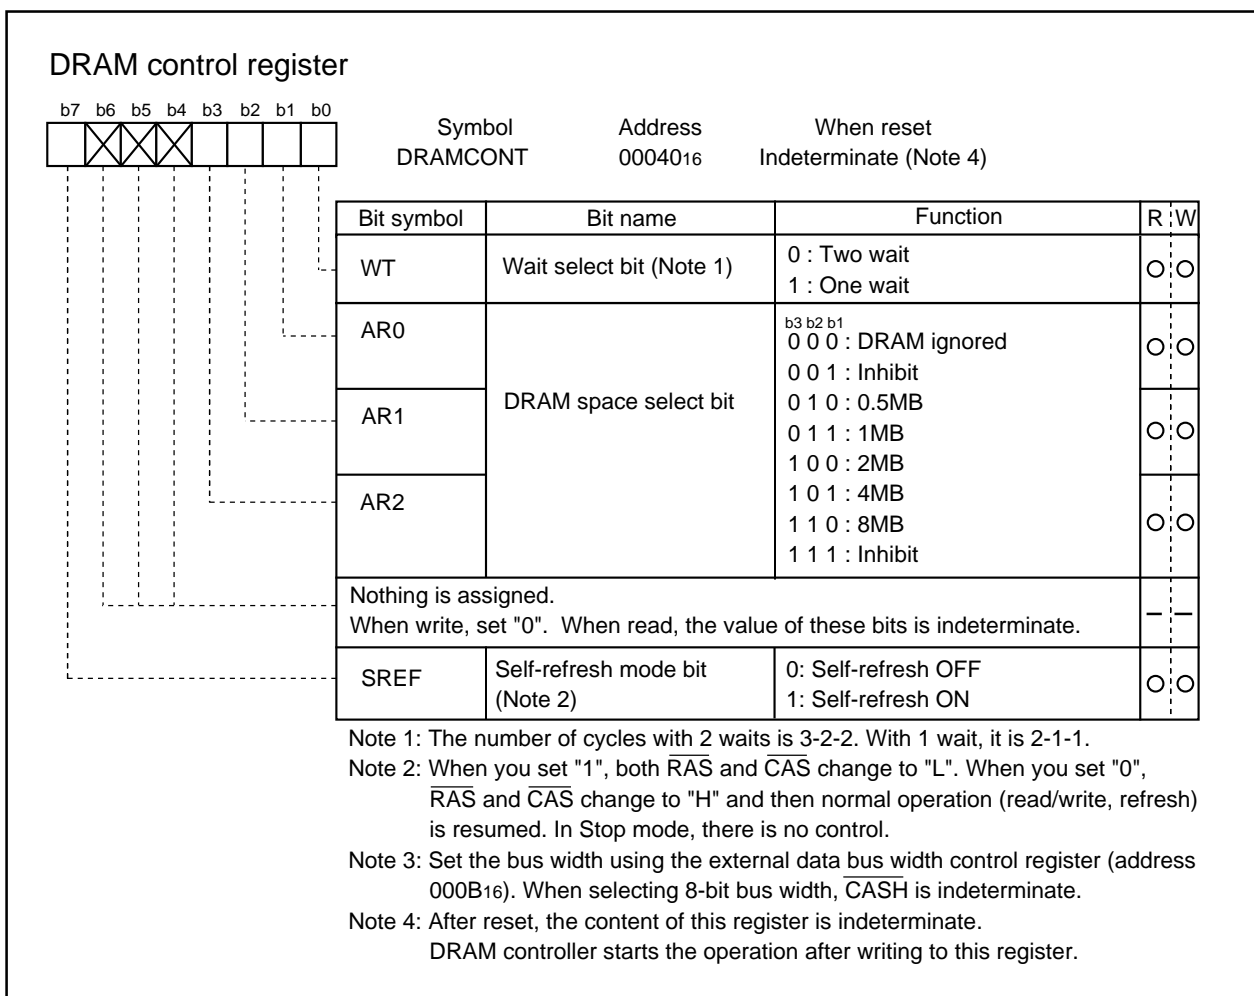 DRAM control register
b7 b6 b5 b4 b3 b2 b1 b0
Symbol Address When reset
DRAMCONT 0004016 Indeterminate (Note 4)
Bit symbol Bit name Function R W
WT Wait select bit (Note 1) 0 : Two wait
1 : One wait
AR0 DRAM space select bit b3 b2 b1
0 0 0 : DRAM ignored
0 0 1 : Inhibit
AR1 0 1 0 : 0.5MB
0 1 1 : 1MB
1 0 0 : 2MB
AR2 1 0 1 : 4MB
1 1 0 : 8MB
1 1 1 : Inhibit
Nothing is assigned.
When write, set "0". When read, the value of these bits is indeterminate. – –
SREF Self-refresh mode bit 0: Self-refresh OFF
(Note 2) 1: Self-refresh ON
Note 1: The number of cycles with 2 waits is 3-2-2. With 1 wait, it is 2-1-1.
Note 2: When you set "1", both RAS and CAS change to "L". When you set "0",
RAS and CAS change to "H" and then normal operation (read/write, refresh)
is resumed. In Stop mode, there is no control.
Note 3: Set the bus width using the external data bus width control register (address
000B16). When selecting 8-bit bus width, CASH is indeterminate.
Note 4: After reset, the content of this register is indeterminate.
DRAM controller starts the operation after writing to this register.